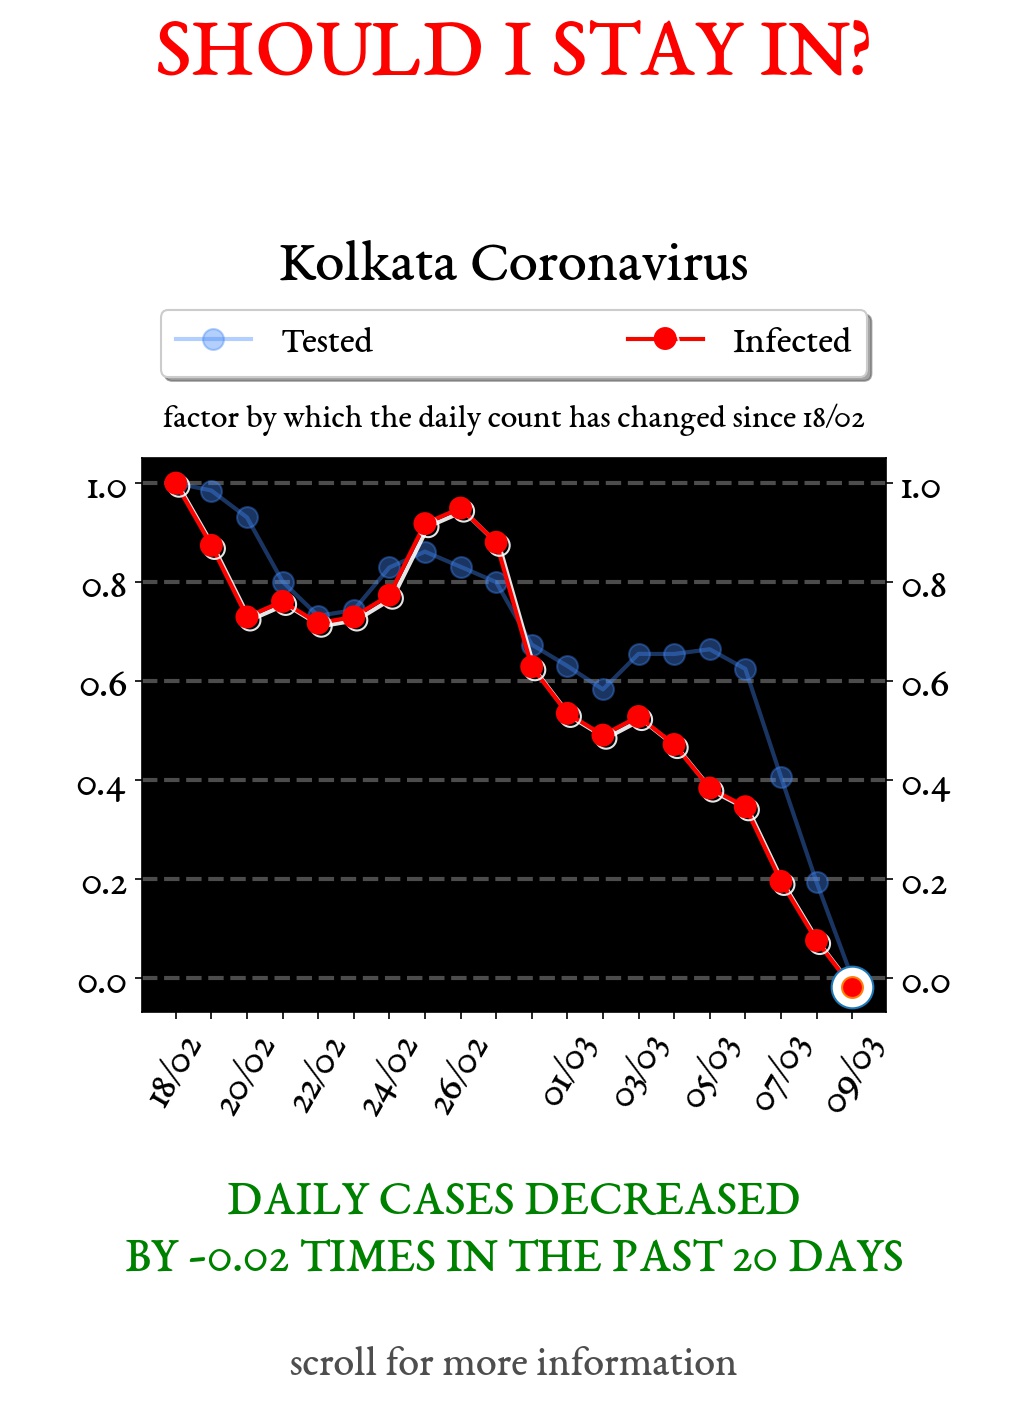 SHOULD I STAY IN?
Kolkata Coronavirus
Tested Infected
factor by which the daily count has changed since 18/02
1.0 1.0
0.8 0.8
0.6 0.6
0.4 0.4
0.2 0.2
0.0 0.0
18/02 20/02 22/02 24/02 26/02 01/03 03/03 05/03 07/03 09/03
DAILY CASES DECREASED
BY -0.02 TIMES IN THE PAST 20 DAYS
scroll for more information